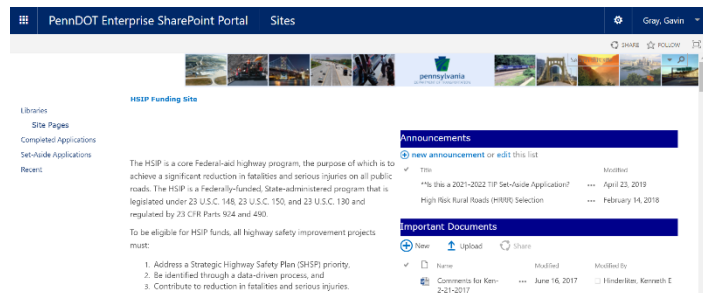 PennDOT Enterprise SharePoint Portal Sites Gray, Gavin
SHARE FOLLOW
pennsylvania
HSIP Funding Site
Libraries
Site Pages
Completed Applications
Set-Aside Applications
Recent
The HSIP is a core Federal-aid highway program, the purpose of which is to
achieve a significant reduction in fatalities and serious injuries on all public
roads. The HSIP is a Federally-funded, State-administered program that is
legislated under 23 U.S.C. 148, 23 U.S.C. 150, and 23 U.S.C. 130 and
regulated by 23 CFR Parts 924 and 490.
To be eligible for HSIP funds, all highway safety improvement projects
must:
1. Address a Strategic Highway Safety Plan (SHSP) priority,
2. Be identified through a data-driven process, and
3. Contribute to reduction in fatalities and serious injuries.
Announcements
new announcement or edit this list
Title Modified
**Is this a 2021-2022 TIP Set-Aside Application? ... April 23, 2019
High Risk Rural Roads (HRRR) Selection ... February 14, 2018
Important Documents
New Upload Share
Name Modified Modified By
Comments for Ken- ... June 16, 2017 Hinderliter, Kenneth E
2-21-2017